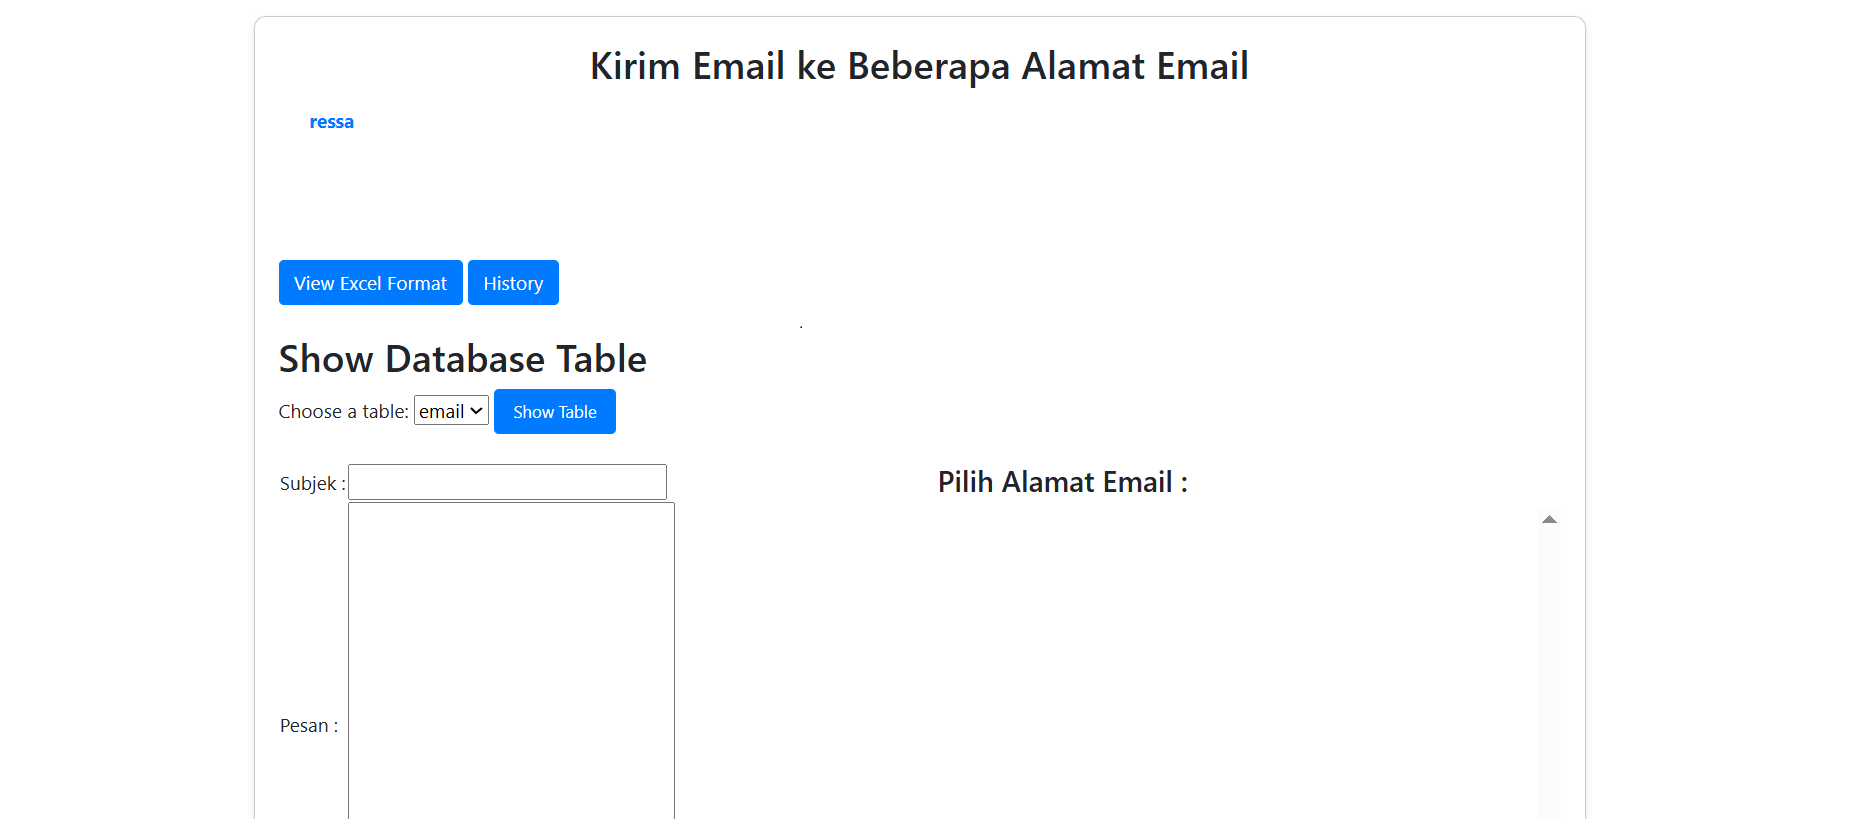 Kirim Email ke Beberapa Alamat Email
ressa
View Excel Format History
.
Show Database Table
Choose a table: email Show Table
Subjek : Pilih Alamat Email :
Pesan :